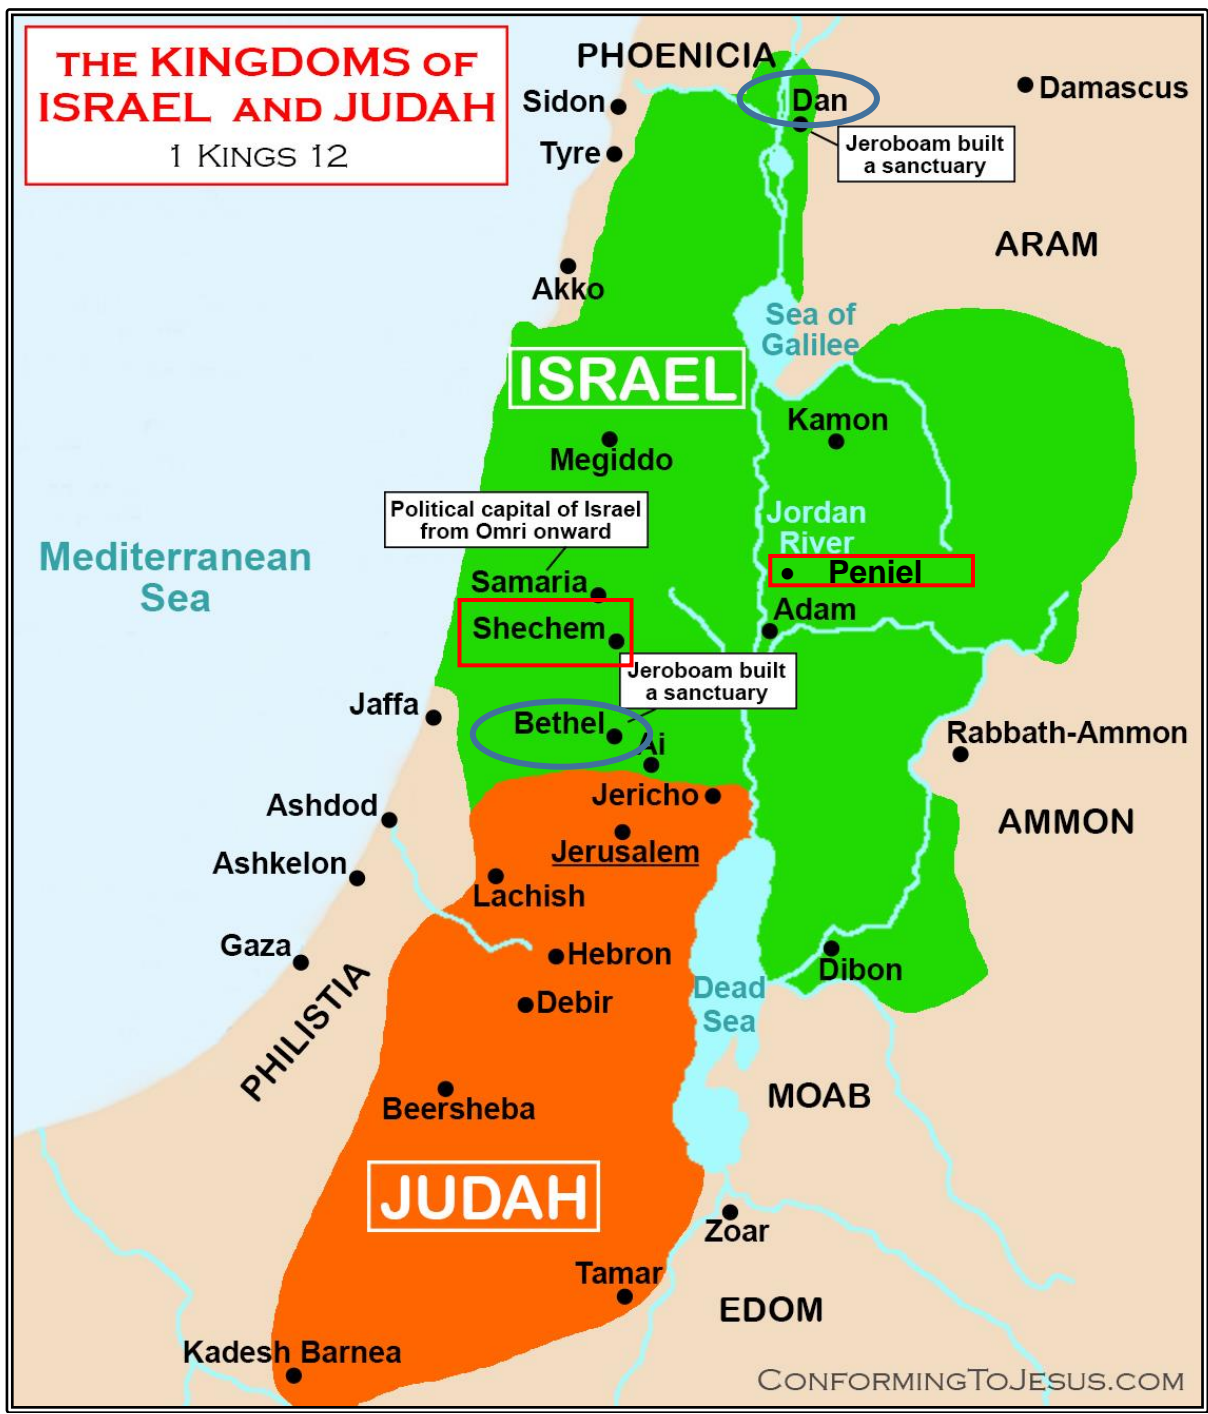 THE KINGDOMS OF
ISRAEL AND JUDAH
1 KINGS 12
PHOENICIA
Sidon
Dan
Damascus
Tyre
Jeroboam built
a sanctuary
ARAM
Akko
Sea of
Galilee
ISRAEL
Kamon
Megiddo
Political capital of Israel
from Omri onward
Jordan
River
Mediterranean
Sea
Samaria
Peniel
Shechem
Adam
Jeroboam built
a sanctuary
Jaffa
Bethel
Ai
Rabbath-Ammon
Jericho
Ashdod
AMMON
Jerusalem
Ashkelon
Lachish
Gaza
Hebron
Dibon
Debir
Dead
Sea
PHILISTIA
MOAB
Beersheba
JUDAH
Zoar
Tamar
EDOM
Kadesh Barnea
CONFORMINGTOJESUS.COM